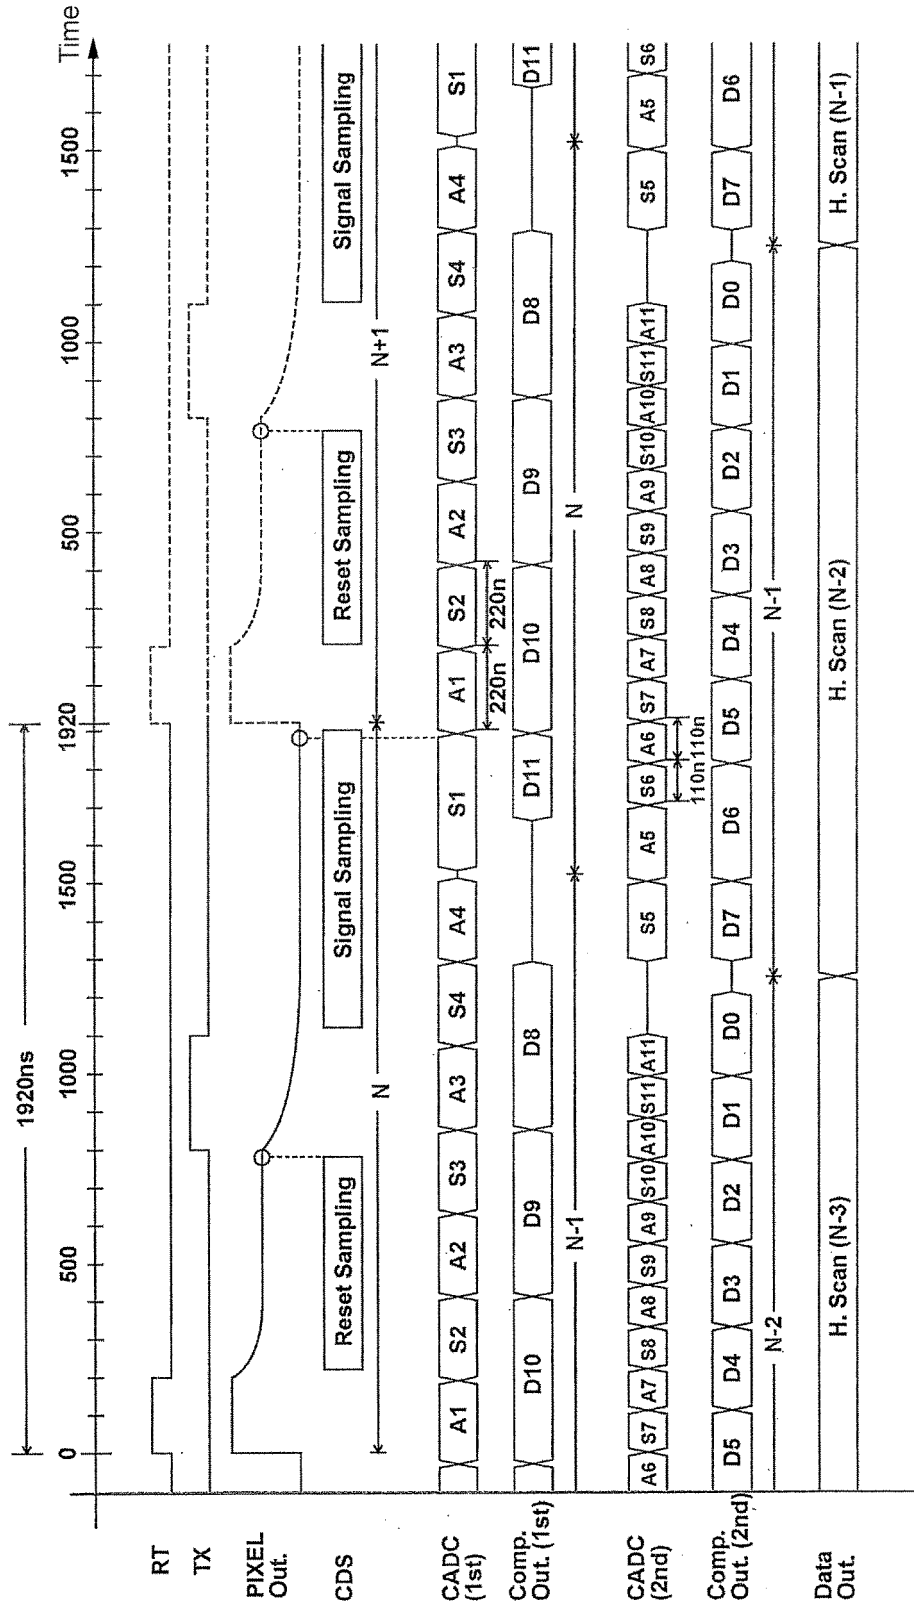 1920ns
0 500 1000 1500 1920 500 1000 1500 Time
RT
TX
PIXEL
Out.
CDS
Reset Sampling Signal Sampling Reset Sampling Signal Sampling
N N+1
CADC
(1st)
A1 S2 A2 S3 A3 S4 A4 S1 A1 S2 A2 S3 A3 S4 A4 S1
220n 220n
Comp.
Out. (1st)
D10 D9 D8 D11 D10 D9 D8 D11
N-1 N
CADC
(2nd)
A6 S7 A7 S8 A8 S9 A9 S10 A10 S11 A11 S5 A5 S6 A6 S7 A7 S8 A8 S9 A9 S10 A10 S11 A11 S5 A5 S6
110n 110n
Comp.
Out. (2nd)
D5 D4 D3 D2 D1 D0 D7 D6 D5 D4 D3 D2 D1 D0 D7 D6
N-2 N-1
Data
Out.
H. Scan (N-3) H. Scan (N-2) H. Scan (N-1)